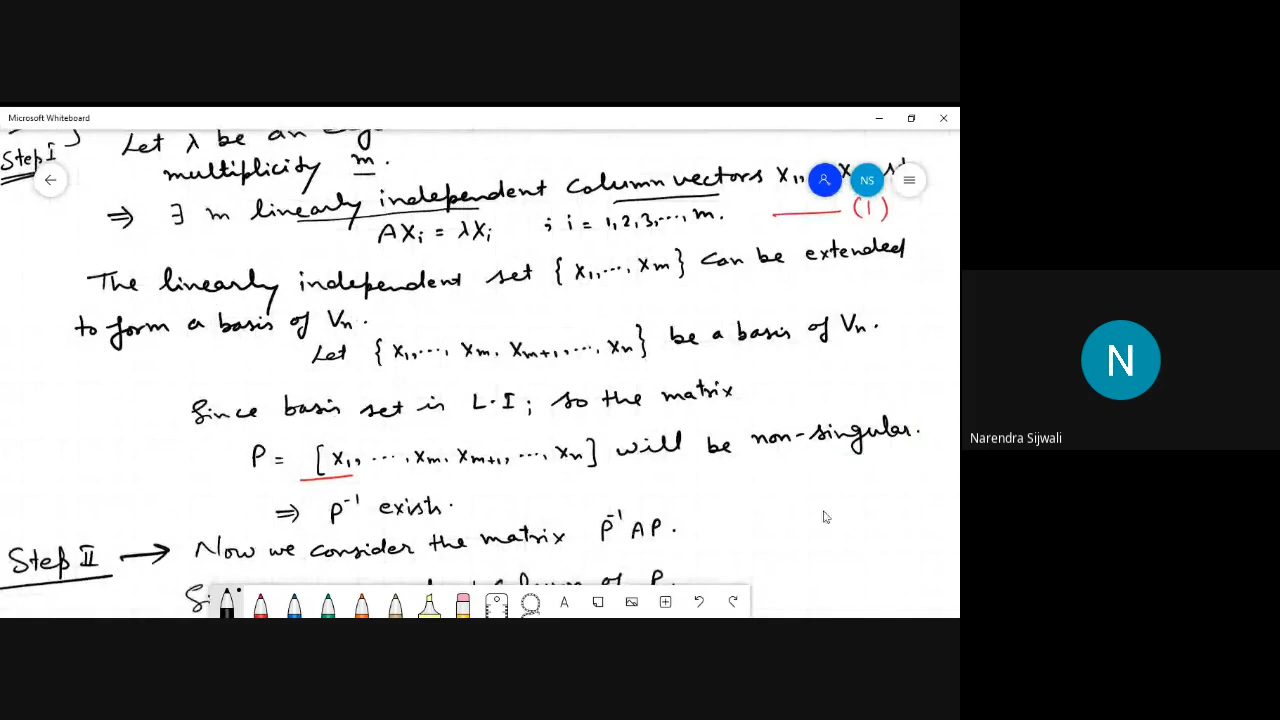 Microsoft Whiteboard
Let λ be an
Step I
multiplicity m.
⇒ ∃ m linearly independent column vectors X₁,
AXᵢ = λXᵢ ; i = 1,2,3,...,m. (1)
The linearly independent set {X₁,..., Xm} can be extended
to form a basis of Vn.
Let {X₁,..., Xm, Xm+1,..., Xn} be a basis of Vn.
Since basis set is L.I; so the matrix
P = [X₁, ..., Xm, Xm+1, ..., Xn] will be non-singular.
⇒ P⁻¹ exists.
Step II → Now we consider the matrix P⁻¹AP.
of P.
NS
N
Narendra Sijwali
A